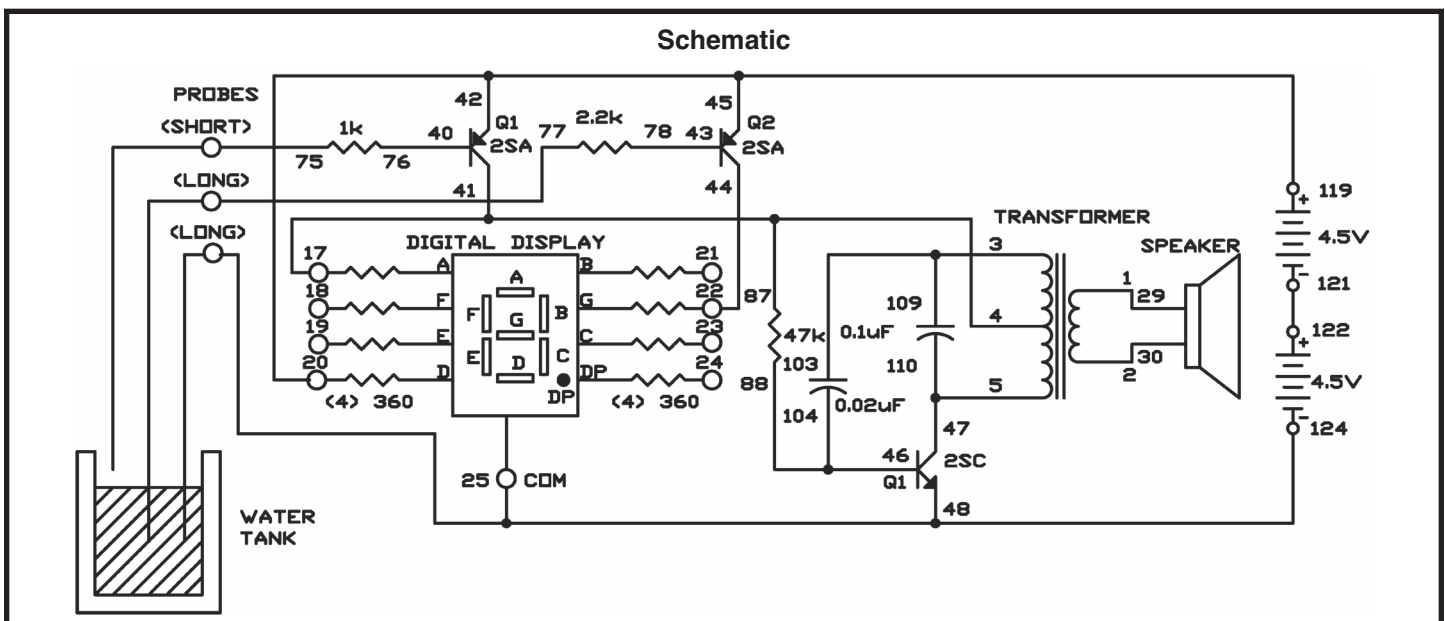 Schematic
PROBES
(SHORT)
(LONG)
(LONG)
75
1k
76
40
42
Q1
2SA
41
77
2.2k
78
43
45
Q2
2SA
44
DIGITAL DISPLAY
17
18
19
20
A
F
E
D
A
F
B
G
E
D
C
DP
B
G
C
DP
21
22
23
24
(4) 360
(4) 360
25
COM
WATER
TANK
87
47k
88
103
0.02uF
104
109
0.1uF
110
46
Q1
47
2SC
48
TRANSFORMER
3
4
5
1
29
30
2
SPEAKER
119
+
4.5V
-
121
122
+
4.5V
-
124